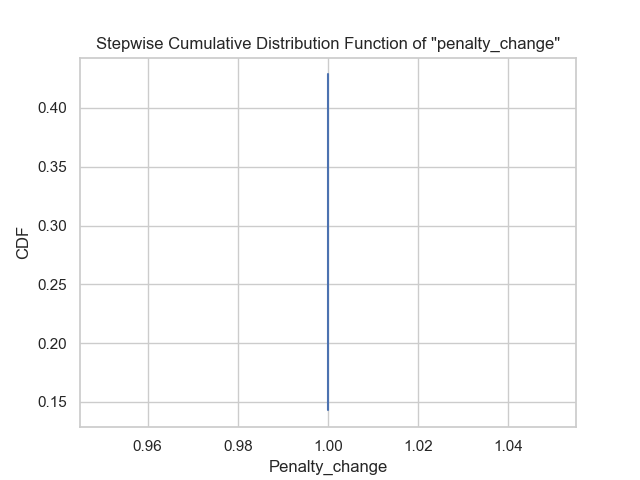 Stepwise Cumulative Distribution Function of "penalty_change"
CDF
0.40
0.35
0.30
0.25
0.20
0.15
0.96 0.98 1.00 1.02 1.04
Penalty_change